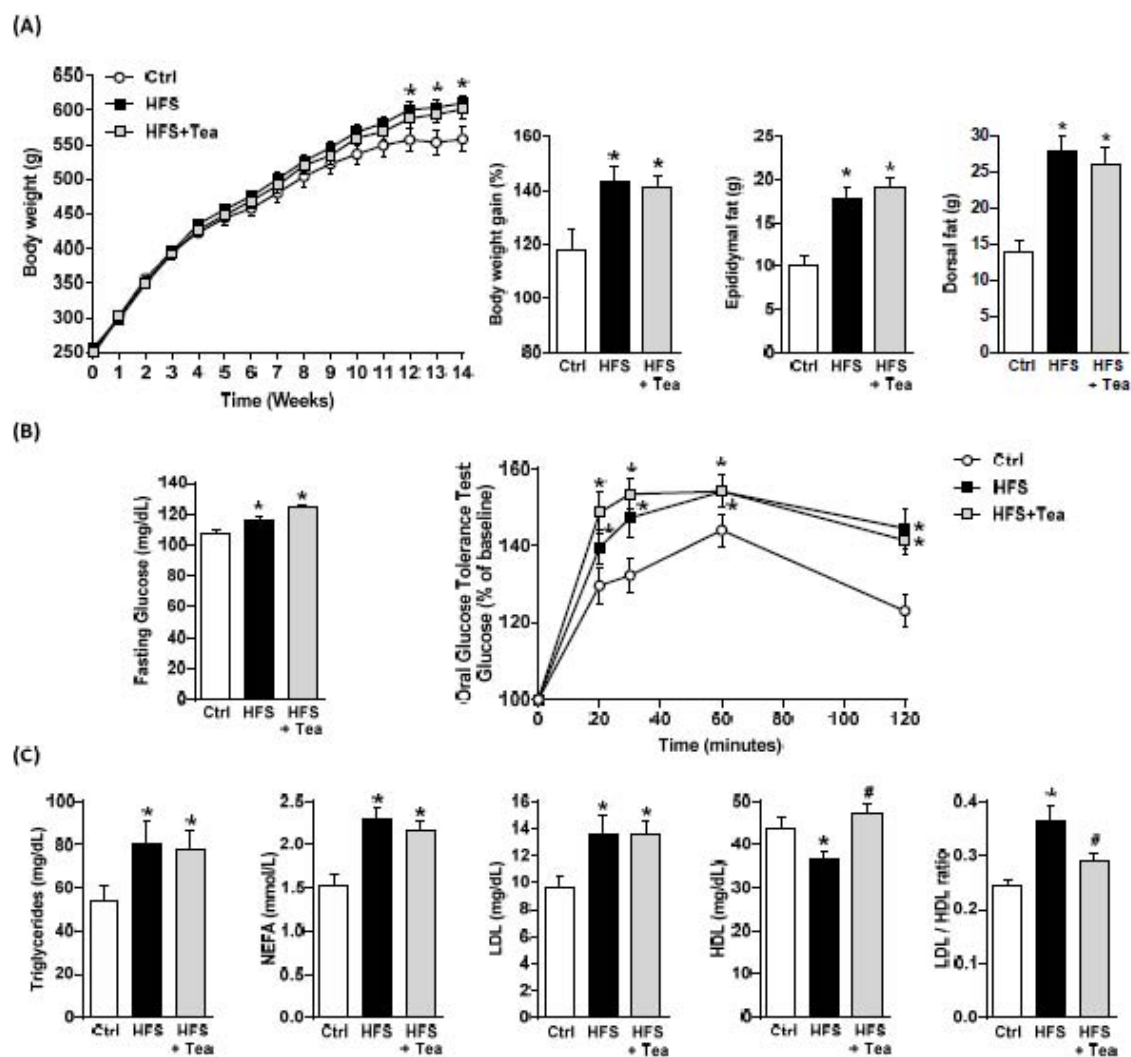 (A)
Ctrl
HFS
HFS+Tea
Body weight (g)
650
600
550
500
450
400
350
300
250
* * *
0 1 2 3 4 5 6 7 8 9 10 11 12 13 14
Time (Weeks)
Body weight gain (%)
160
140
120
100
80
* *
Ctrl HFS HFS
+ Tea
Epididymal fat (g)
25
20
15
10
5
0
* *
Ctrl HFS HFS
+ Tea
Dorsal fat (g)
30
25
20
15
10
5
0
* *
Ctrl HFS HFS
+ Tea
(B)
Fasting Glucose (mg/dL)
140
120
100
80
60
40
20
0
* *
Ctrl HFS HFS
+ Tea
Oral Glucose Tolerance Test
Glucose (% of baseline)
160
140
120
100
* * *
* * *
*
*
0 20 40 60 80 100 120
Time (minutes)
Ctrl
HFS
HFS+Tea
(C)
Triglycerides (mg/dL)
100
80
60
40
20
0
* *
Ctrl HFS HFS
+ Tea
NEFA (mmol/L)
2.5
2.0
1.5
1.0
0.5
0.0
* *
Ctrl HFS HFS
+ Tea
LDL (mg/dL)
16
14
12
10
8
6
4
2
0
* *
Ctrl HFS HFS
+ Tea
HDL (mg/dL)
50
40
30
20
10
0
* #
Ctrl HFS HFS
+ Tea
LDL / HDL ratio
0.4
0.3
0.2
0.1
0.0
* #
Ctrl HFS HFS
+ Tea